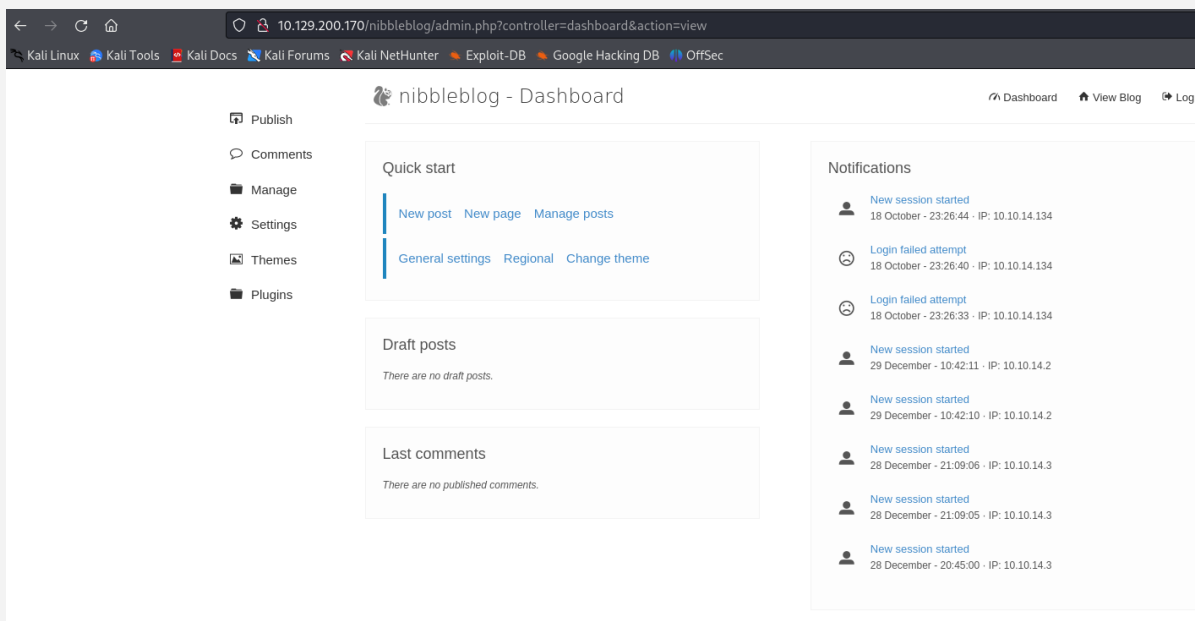 10.129.200.170/nibbleblog/admin.php?controller=dashboard&action=view
Kali Linux Kali Tools Kali Docs Kali Forums Kali NetHunter Exploit-DB Google Hacking DB OffSec
nibbleblog - Dashboard
Dashboard View Blog Log
Publish
Comments
Manage
Settings
Themes
Plugins
Quick start
New post New page Manage posts
General settings Regional Change theme
Draft posts
There are no draft posts.
Last comments
There are no published comments.
Notifications
New session started
18 October - 23:26:44 · IP: 10.10.14.134
Login failed attempt
18 October - 23:26:40 · IP: 10.10.14.134
Login failed attempt
18 October - 23:26:33 · IP: 10.10.14.134
New session started
29 December - 10:42:11 · IP: 10.10.14.2
New session started
29 December - 10:42:10 · IP: 10.10.14.2
New session started
28 December - 21:09:06 · IP: 10.10.14.3
New session started
28 December - 21:09:05 · IP: 10.10.14.3
New session started
28 December - 20:45:00 · IP: 10.10.14.3